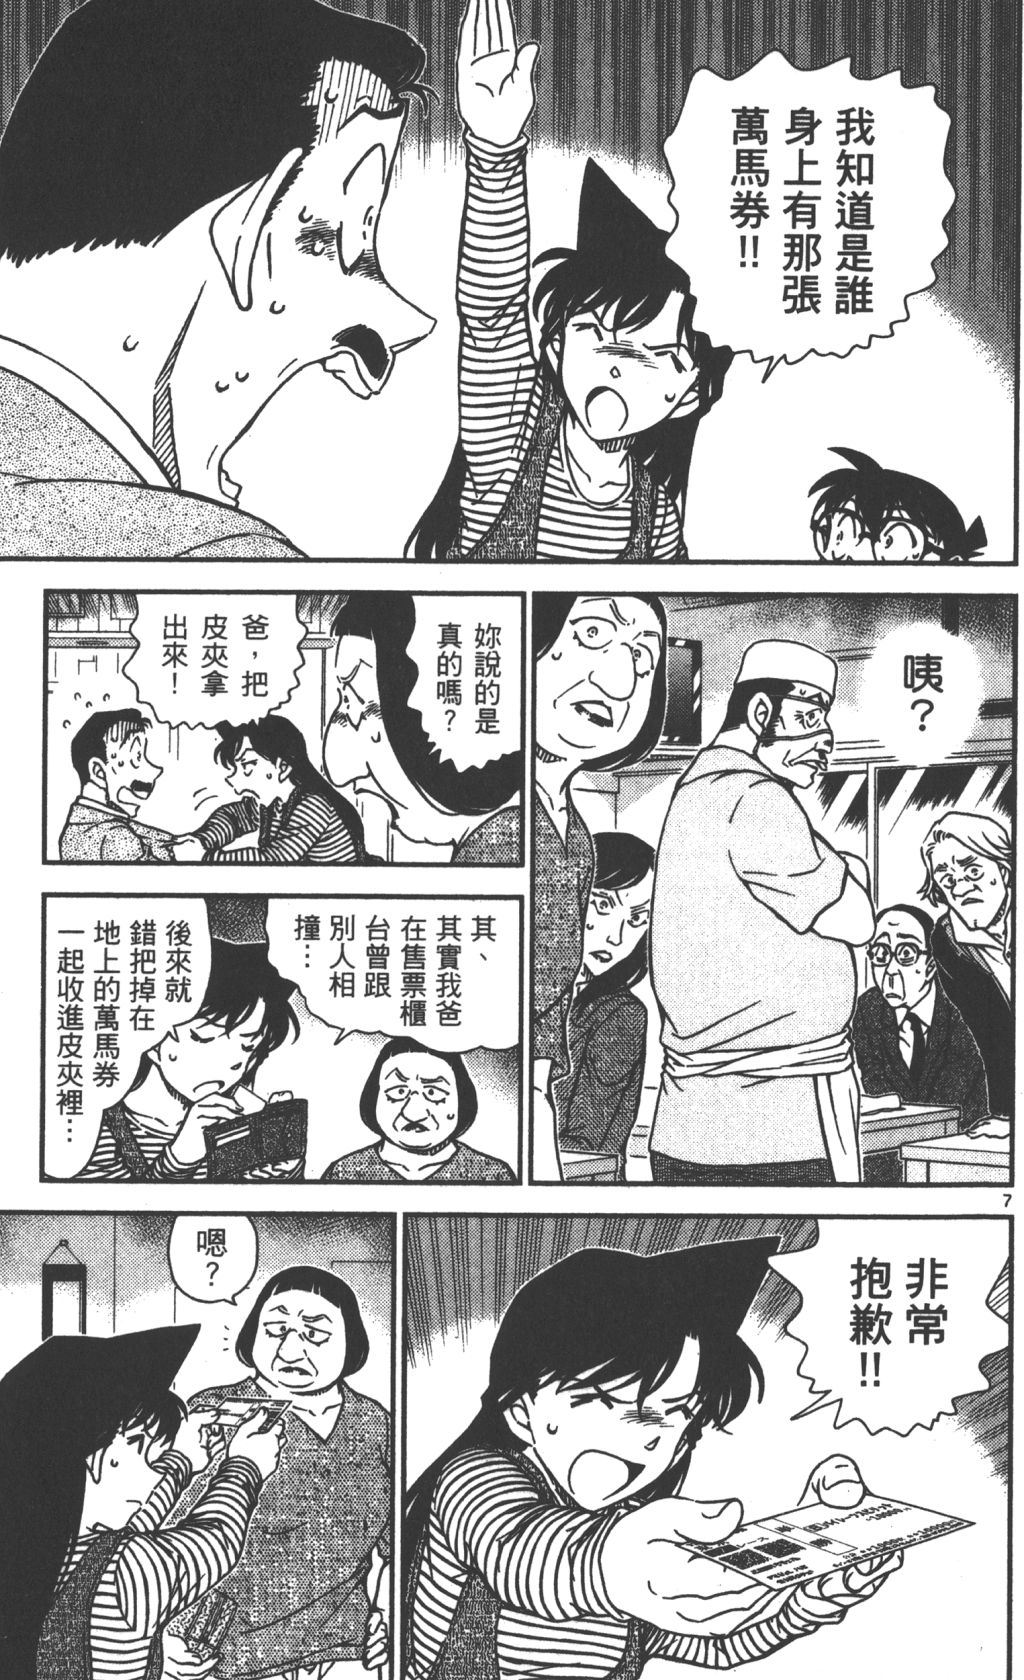 我知道是誰
身上有那張
萬馬券!!
咦？
妳說的是
真的嗎？
爸，把
皮夾拿
出來！
其、
其實我爸
在售票櫃
台曾跟
別人相
撞…
後來就
錯把掉在
地上的萬馬券
一起收進皮夾裡…
7
非常
抱歉!!
嗯？